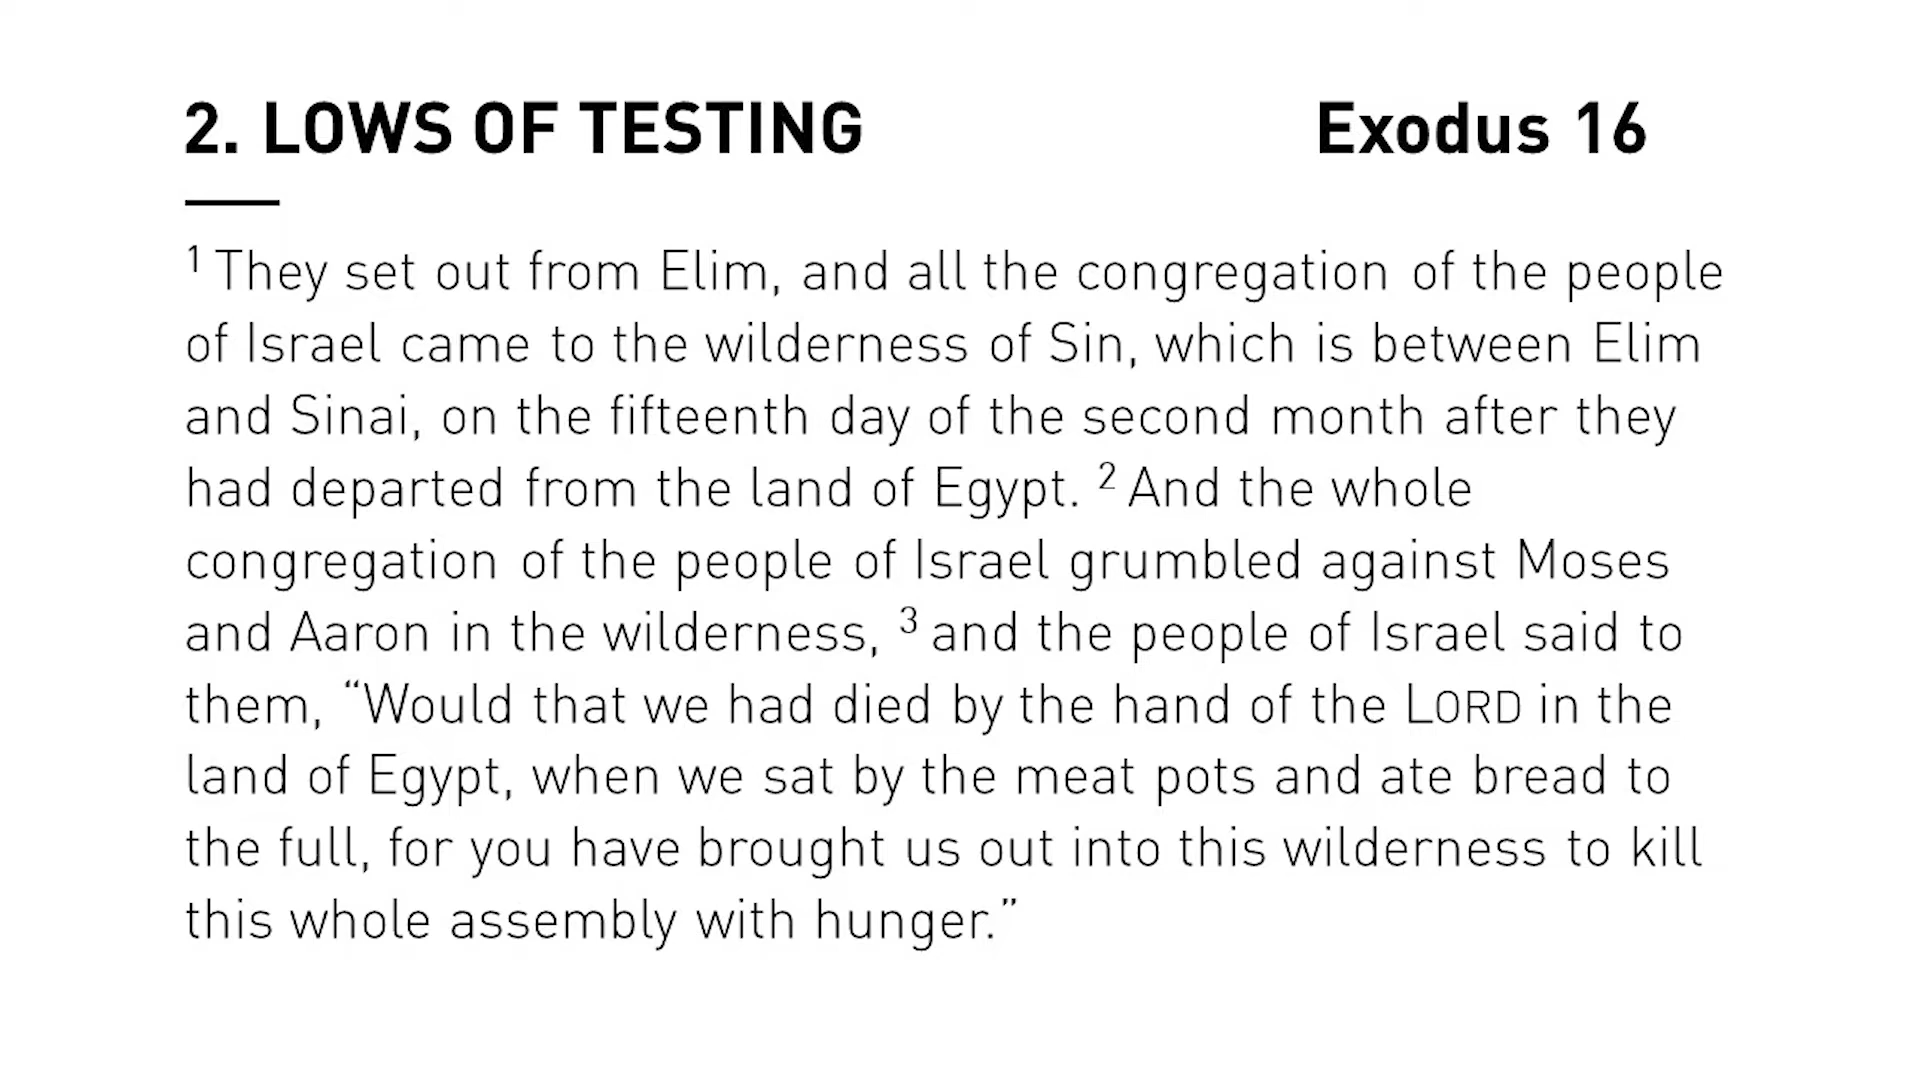 2. LOWS OF TESTING Exodus 16
¹ They set out from Elim, and all the congregation of the people
of Israel came to the wilderness of Sin, which is between Elim
and Sinai, on the fifteenth day of the second month after they
had departed from the land of Egypt. ² And the whole
congregation of the people of Israel grumbled against Moses
and Aaron in the wilderness, ³ and the people of Israel said to
them, “Would that we had died by the hand of the LORD in the
land of Egypt, when we sat by the meat pots and ate bread to
the full, for you have brought us out into this wilderness to kill
this whole assembly with hunger.”